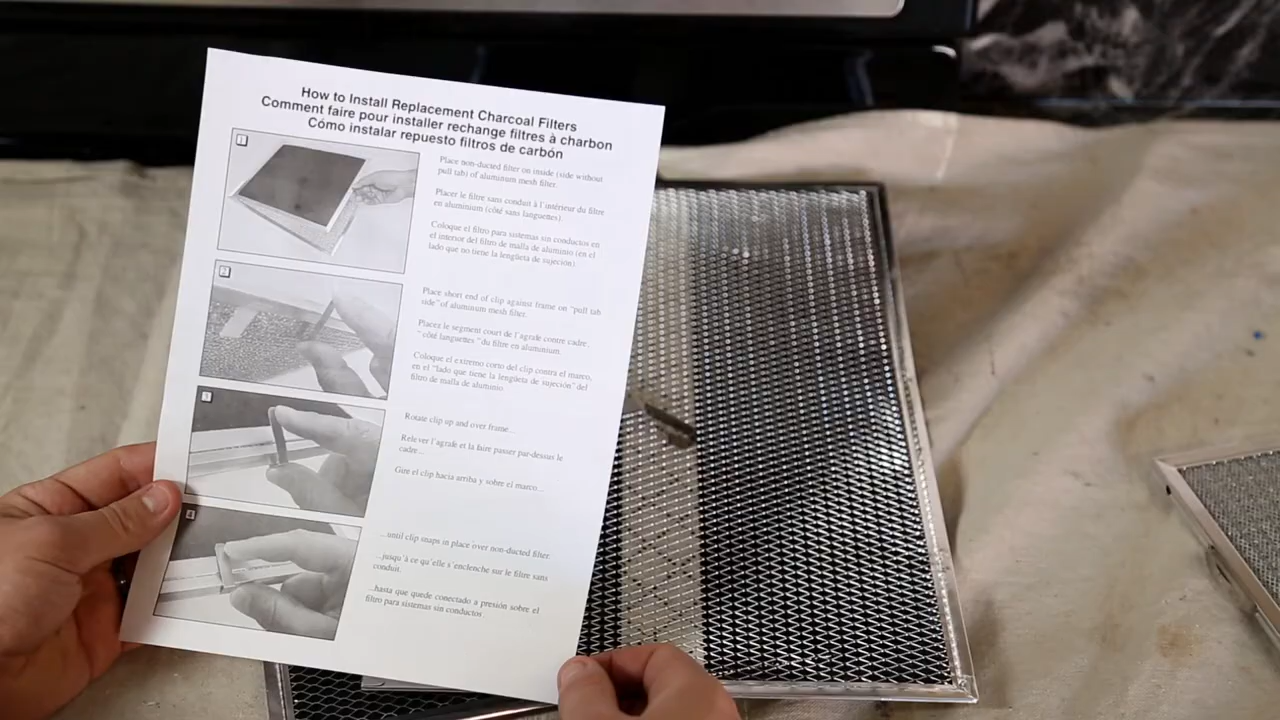 How to Install Replacement Charcoal Filters
Comment faire pour installer rechange filtres à charbon
Cómo instalar repuesto filtros de carbón
1
Place non-ducted filter on inside (side without
pull tab) of aluminum mesh filter.
Placer le filtre sans conduit à l'intérieur du filtre
en aluminium (côté sans languettes)
Coloque el filtro para sistemas sin conductos en
el interior del filtro de malla de aluminio (en el
lado que no tiene la lengüeta de sujeción)
2
Place short end of clip against frame on "pull tab
side" of aluminum mesh filter.
Placez le segment court de l'agrafe contre cadre,
"côté languettes" du filtre en aluminium.
Coloque el extremo corto del clip contra el marco,
en el "lado que tiene la lengüeta de sujeción" del
filtro de malla de aluminio
3
Rotate clip up and over frame...
Relever l'agrafe et la faire passer par-dessus le
cadre...
Gire el clip hacia arriba y sobre el marco...
4
...until clip snaps in place over non-ducted filter
...jusqu'à ce qu'elle s'enclenche sur le filtre sans
conduit.
...hasta que quede conectado a presión sobre el
filtro para sistemas sin conductos